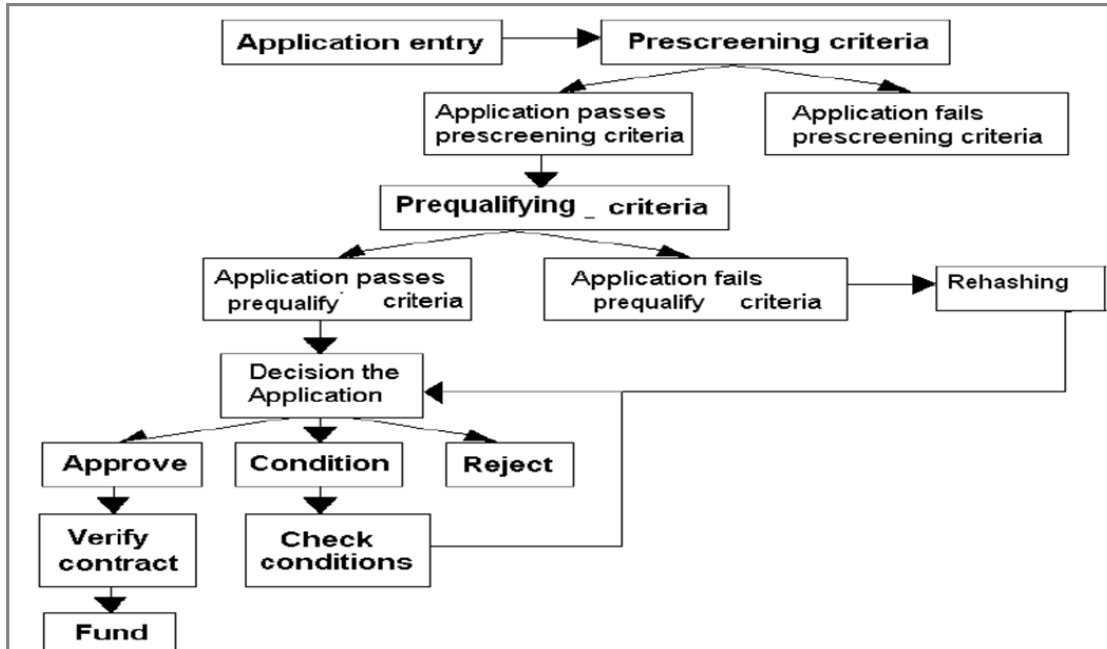 Application entry
Prescreening criteria
Application passes
prescreening criteria
Application fails
prescreening criteria
Prequalifying _ criteria
Application passes
prequalify ' criteria
Application fails
prequalify criteria
Rehashing
Decision the
Application
Approve
Condition
Reject
Verify
contract
Check
conditions
Fund